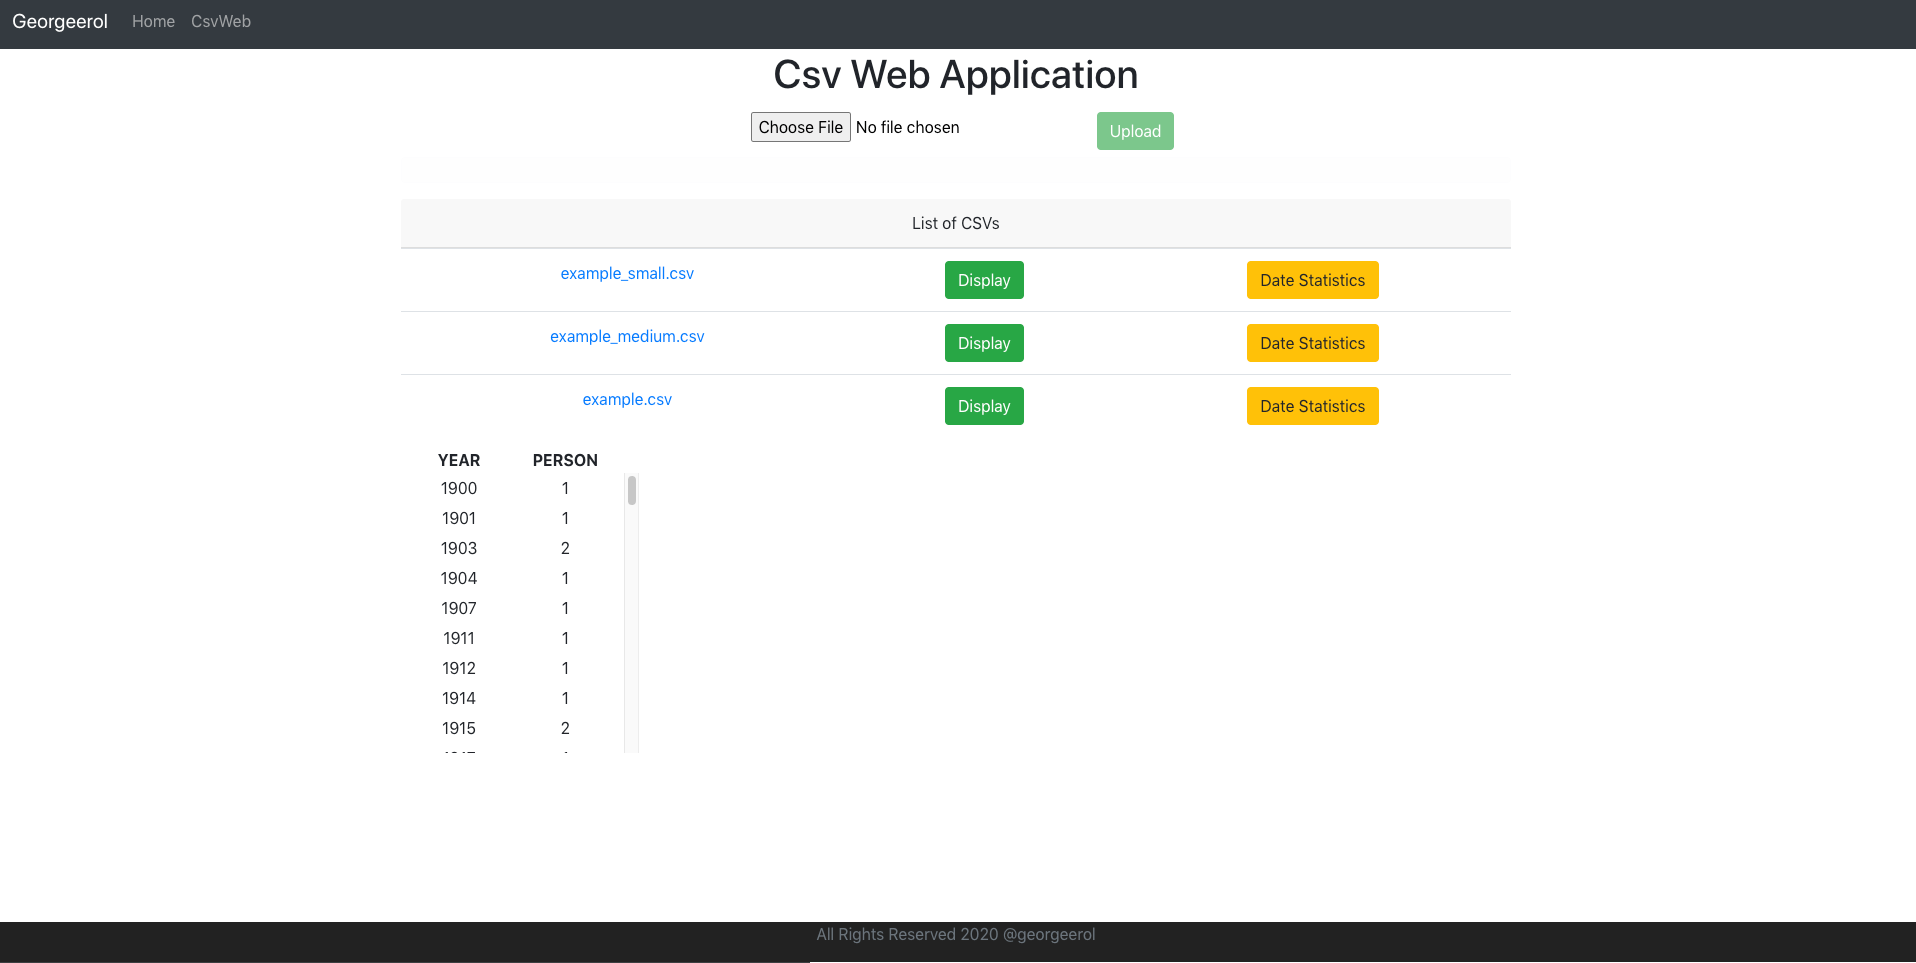 Georgeerol Home CsvWeb
Csv Web Application
Choose File No file chosen Upload
List of CSVs
example_small.csv Display Date Statistics
example_medium.csv Display Date Statistics
example.csv Display Date Statistics
YEAR PERSON
1900 1
1901 1
1903 2
1904 1
1907 1
1911 1
1912 1
1914 1
1915 2
All Rights Reserved 2020 @georgeerol